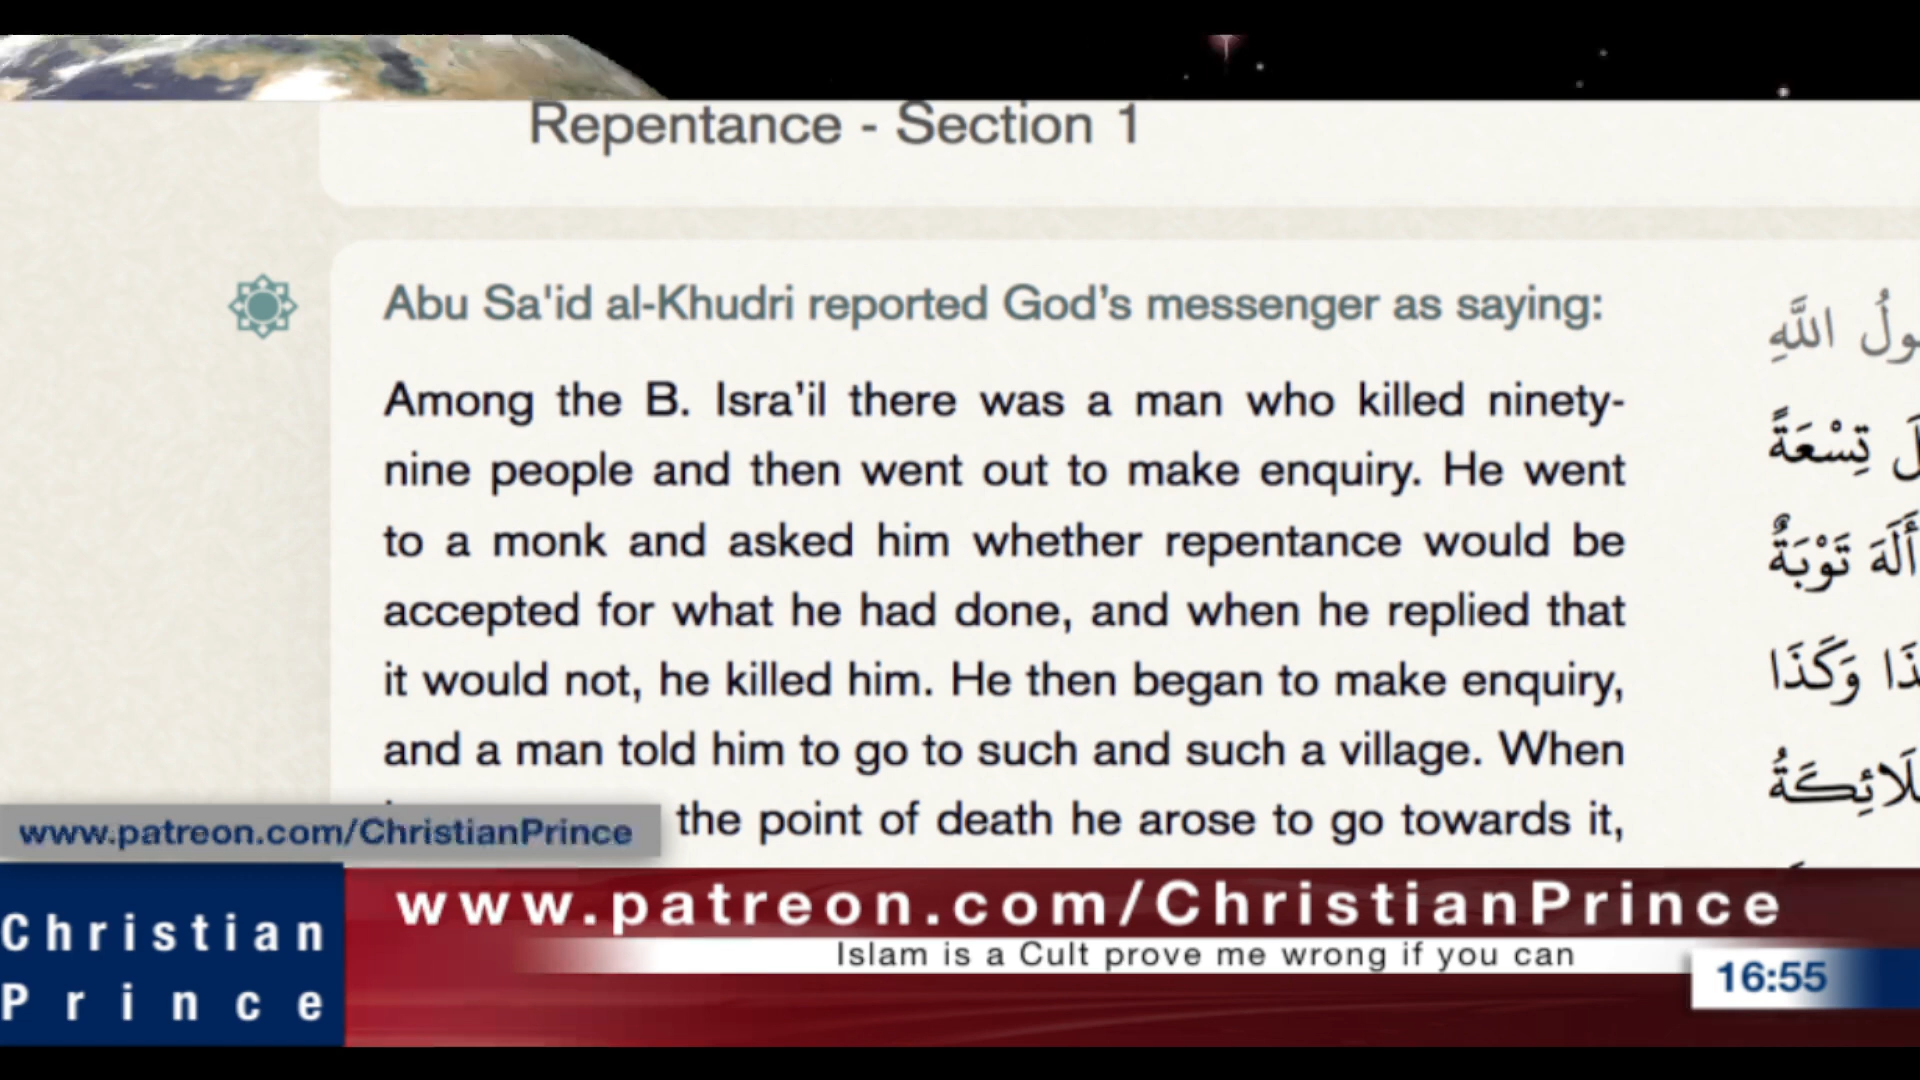 Repentance - Section 1
Abu Sa'id al-Khudri reported God's messenger as saying:
Among the B. Isra'il there was a man who killed ninety-
nine people and then went out to make enquiry. He went
to a monk and asked him whether repentance would be
accepted for what he had done, and when he replied that
it would not, he killed him. He then began to make enquiry,
and a man told him to go to such and such a village. When
the point of death he arose to go towards it,
اللَّهِ
تِسْعَةً
أَلَهُ تَوْبَةٌ
وَكَذَا
www.patreon.com/ChristianPrince
Christian
Prince
www.patreon.com/ChristianPrince
Islam is a Cult prove me wrong if you can
16:55